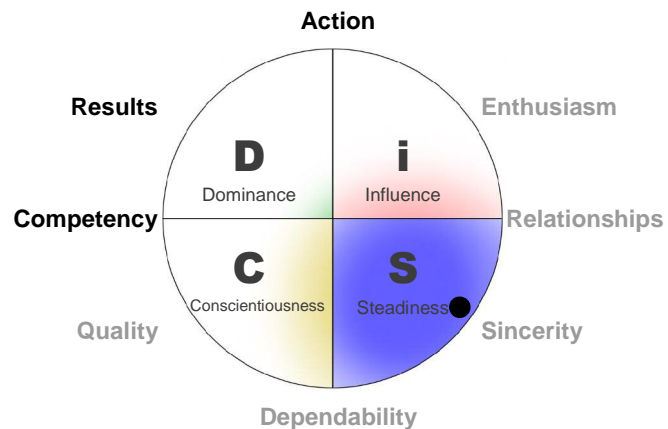 Action
Results
Enthusiasm
D
i
Dominance
Influence
Competency
Relationships
C
S
Conscientiousness
Steadiness
Quality
Sincerity
Dependability